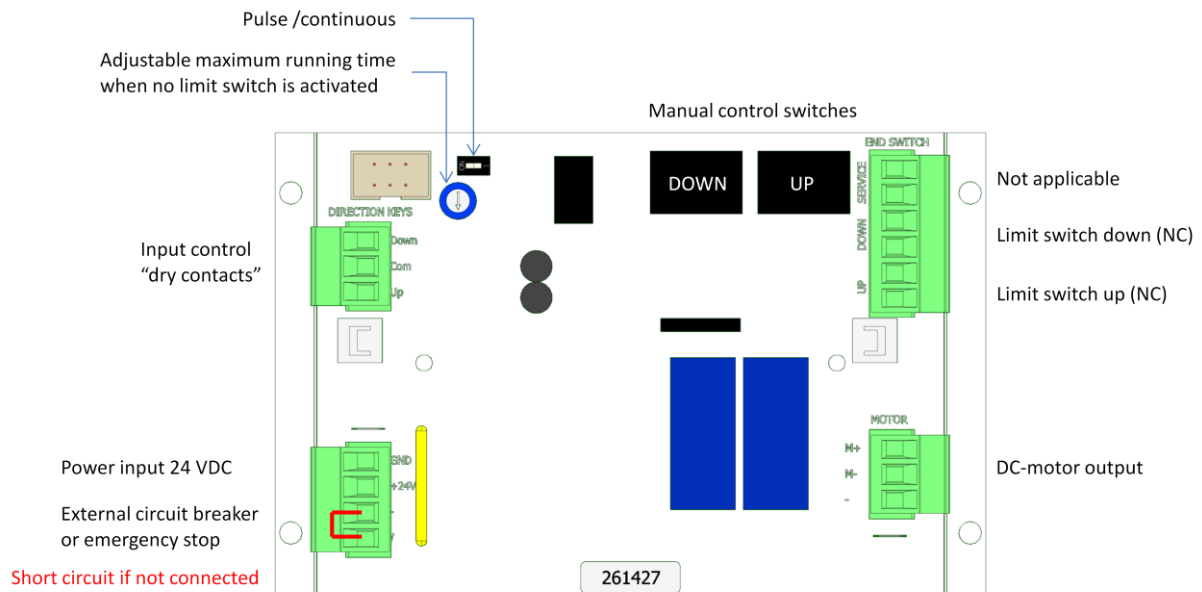 Pulse /continuous
Adjustable maximum running time
when no limit switch is activated
Manual control switches
END SWITCH
ON
1
DOWN
UP
SERVICE
Not applicable
DIRECTION KEYS
Input control
“dry contacts”
Down
Com
Up
DOWN
Limit switch down (NC)
UP
Limit switch up (NC)
MOTOR
M+
M-
-
DC-motor output
Power input 24 VDC
GND
+24V
External circuit breaker
or emergency stop
Short circuit if not connected
261427